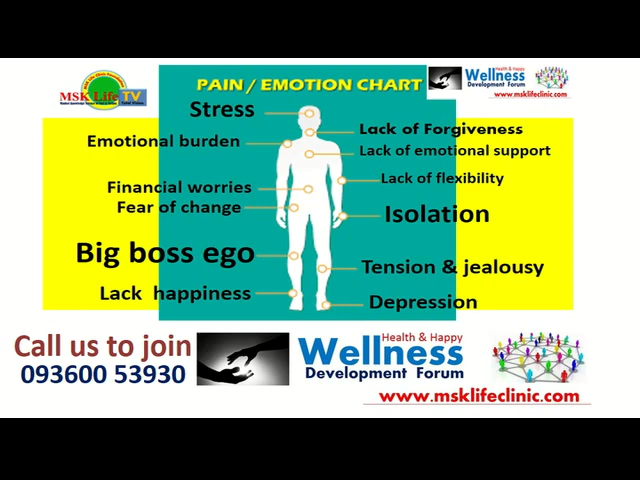 MSK Life TV
PAIN / EMOTION CHART
Health & Happy
Wellness
Development Forum
www.msklifeclinic.com
Stress
Lack of Forgiveness
Emotional burden
Lack of emotional support
Lack of flexibility
Financial worries
Fear of change
Isolation
Big boss ego
Tension & jealousy
Lack happiness
Depression
Call us to join
093600 53930
Health & Happy
Wellness
Development Forum
www.msklifeclinic.com